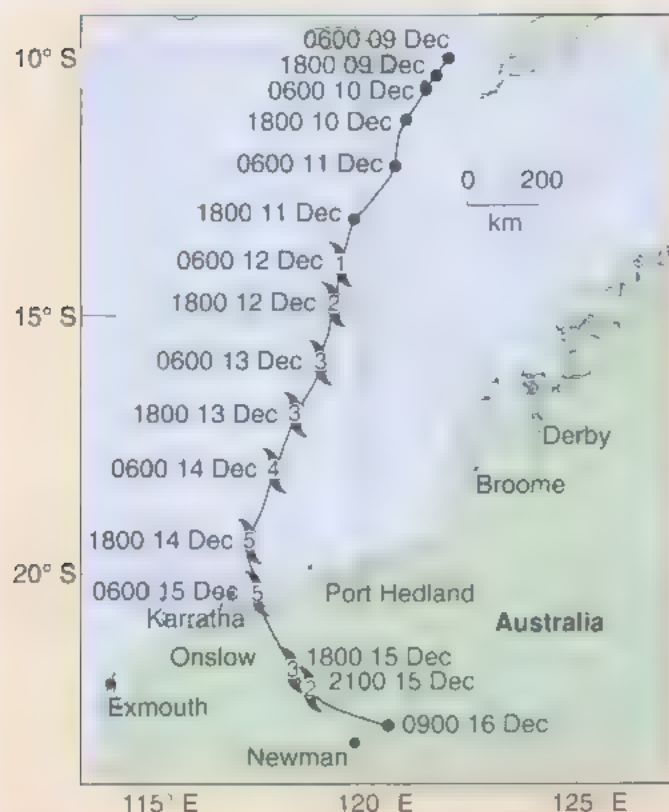 0600 09 Dec
10° S
1800 09 Dec
0600 10 Dec
1800 10 Dec
0600 11 Dec
0 200
km
1800 11 Dec
0600 12 Dec
1
1800 12 Dec
2
15° S
0600 13 Dec
3
1800 13 Dec
3
Derby
0600 14 Dec
4
Broome
1800 14 Dec
5
20° S
0600 15 Dec
5
Port Hedland
Karratha
Australia
Onslow
1800 15 Dec
3
2100 15 Dec
2
Exmouth
0900 16 Dec
Newman
115° E
120 E
125 E